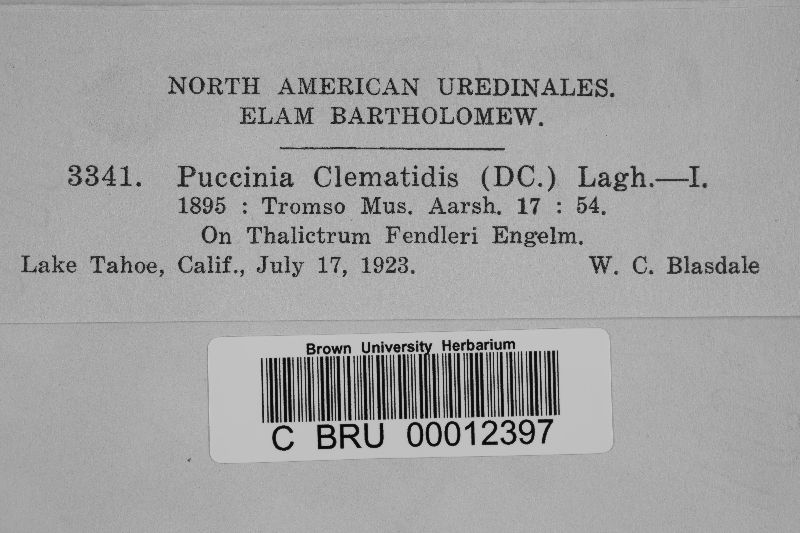 NORTH AMERICAN UREDINALES.
ELAM BARTHOLOMEW.
3341. Puccinia Clematidis (DC.) Lagh.—I.
1895 : Tromso Mus. Aarsh. 17 : 54.
On Thalictrum Fendleri Engelm.
Lake Tahoe, Calif., July 17, 1923. W. C. Blasdale
Brown University Herbarium
C BRU 00012397